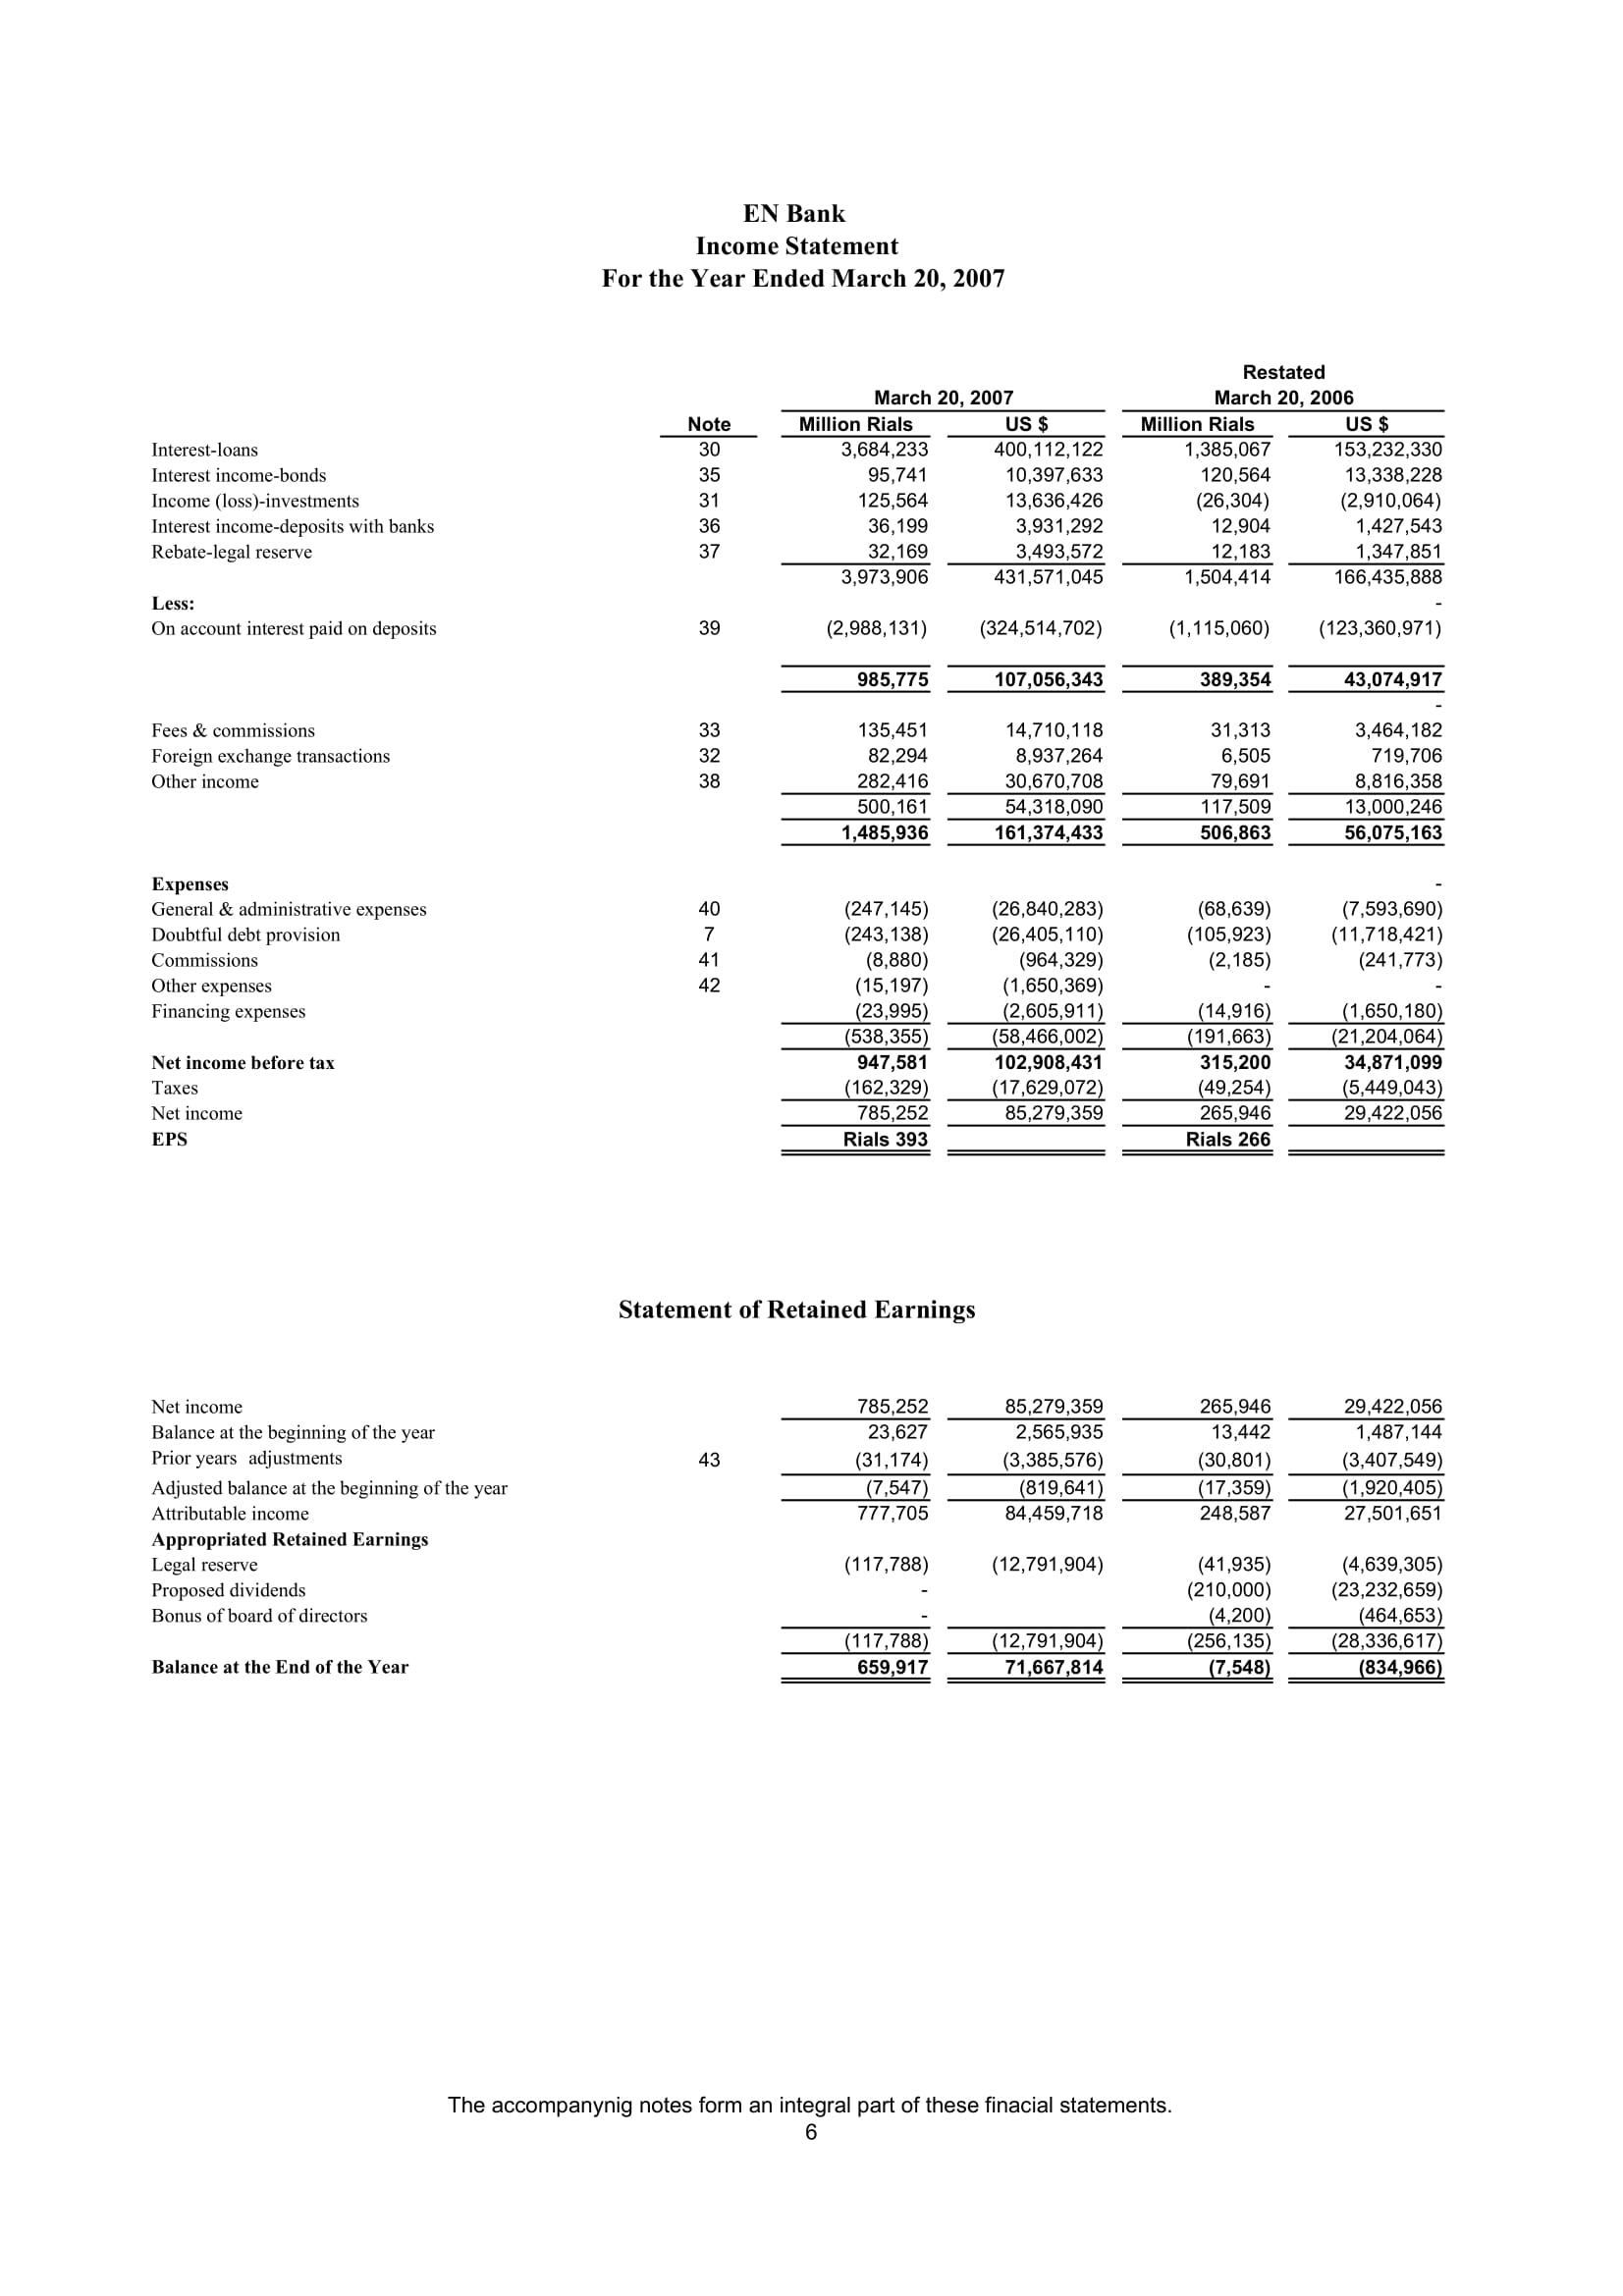 EN Bank
Income Statement
For the Year Ended March 20, 2007
Restated
March 20, 2007 March 20, 2006
Note Million Rials US $ Million Rials US $
Interest-loans 30 3,684,233 400,112,122 1,385,067 153,232,330
Interest income-bonds 35 95,741 10,397,633 120,564 13,338,228
Income (loss)-investments 31 125,564 13,636,426 (26,304) (2,910,064)
Interest income-deposits with banks 36 36,199 3,931,292 12,904 1,427,543
Rebate-legal reserve 37 32,169 3,493,572 12,183 1,347,851
3,973,906 431,571,045 1,504,414 166,435,888
Less: -
On account interest paid on deposits 39 (2,988,131) (324,514,702) (1,115,060) (123,360,971)
985,775 107,056,343 389,354 43,074,917
-
Fees & commissions 33 135,451 14,710,118 31,313 3,464,182
Foreign exchange transactions 32 82,294 8,937,264 6,505 719,706
Other income 38 282,416 30,670,708 79,691 8,816,358
500,161 54,318,090 117,509 13,000,246
1,485,936 161,374,433 506,863 56,075,163
Expenses -
General & administrative expenses 40 (247,145) (26,840,283) (68,639) (7,593,690)
Doubtful debt provision 7 (243,138) (26,405,110) (105,923) (11,718,421)
Commissions 41 (8,880) (964,329) (2,185) (241,773)
Other expenses 42 (15,197) (1,650,369) - -
Financing expenses (23,995) (2,605,911) (14,916) (1,650,180)
(538,355) (58,466,002) (191,663) (21,204,064)
Net income before tax 947,581 102,908,431 315,200 34,871,099
Taxes (162,329) (17,629,072) (49,254) (5,449,043)
Net income 785,252 85,279,359 265,946 29,422,056
EPS Rials 393 Rials 266
Statement of Retained Earnings
Net income 785,252 85,279,359 265,946 29,422,056
Balance at the beginning of the year 23,627 2,565,935 13,442 1,487,144
Prior years adjustments 43 (31,174) (3,385,576) (30,801) (3,407,549)
Adjusted balance at the beginning of the year (7,547) (819,641) (17,359) (1,920,405)
Attributable income 777,705 84,459,718 248,587 27,501,651
Appropriated Retained Earnings
Legal reserve (117,788) (12,791,904) (41,935) (4,639,305)
Proposed dividends - (210,000) (23,232,659)
Bonus of board of directors - (4,200) (464,653)
(117,788) (12,791,904) (256,135) (28,336,617)
Balance at the End of the Year 659,917 71,667,814 (7,548) (834,966)
The accompanynig notes form an integral part of these finacial statements.
6